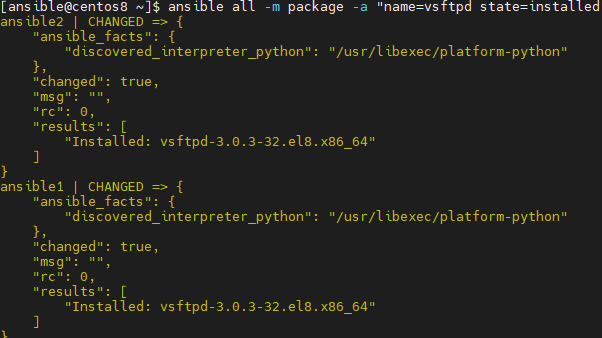 [ansible@centos8 ~]$ ansible all -m package -a "name=vsftpd state=installed
ansible2 | CHANGED => {
    "ansible_facts": {
        "discovered_interpreter_python": "/usr/libexec/platform-python"
    },
    "changed": true,
    "msg": "",
    "rc": 0,
    "results": [
        "Installed: vsftpd-3.0.3-32.el8.x86_64"
    ]
}
ansible1 | CHANGED => {
    "ansible_facts": {
        "discovered_interpreter_python": "/usr/libexec/platform-python"
    },
    "changed": true,
    "msg": "",
    "rc": 0,
    "results": [
        "Installed: vsftpd-3.0.3-32.el8.x86_64"
    ]
}